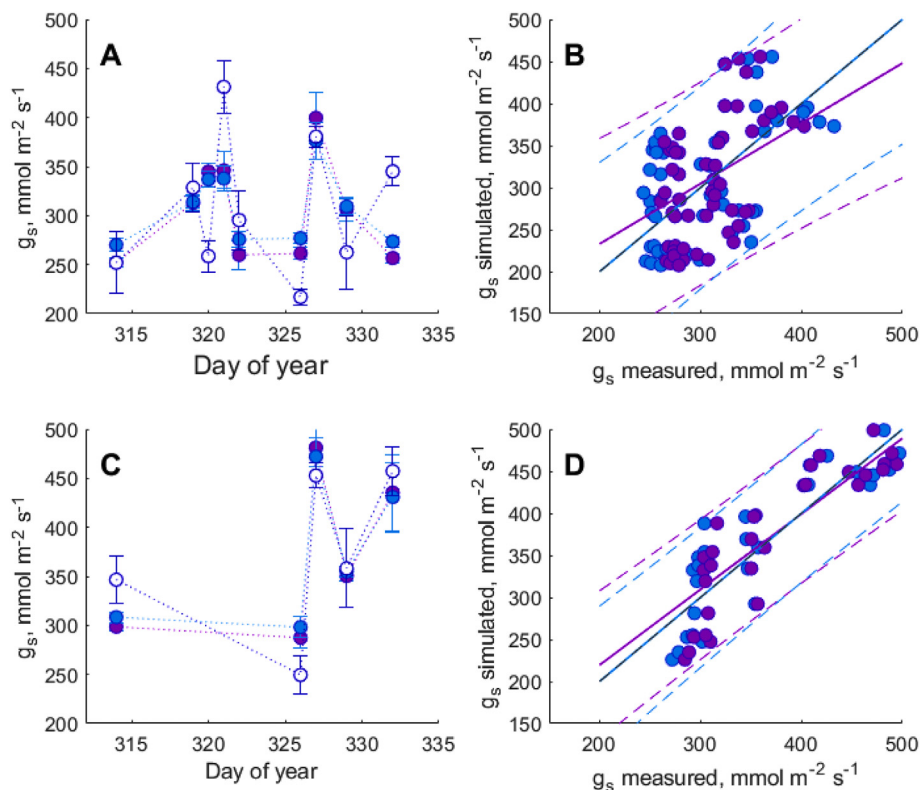 A
500
450
400
350
300
250
200
315 320 325 330 335
Day of year
gs, mmol m⁻² s⁻¹
B
500
450
400
350
300
250
200
150
200 300 400 500
gs measured, mmol m⁻² s⁻¹
gs simulated, mmol m⁻² s⁻¹
C
500
450
400
350
300
250
200
315 320 325 330 335
Day of year
gs, mmol m⁻² s⁻¹
D
500
450
400
350
300
250
200
150
200 300 400 500
gs measured, mmol m⁻² s⁻¹
gs simulated, mmol m⁻² s⁻¹